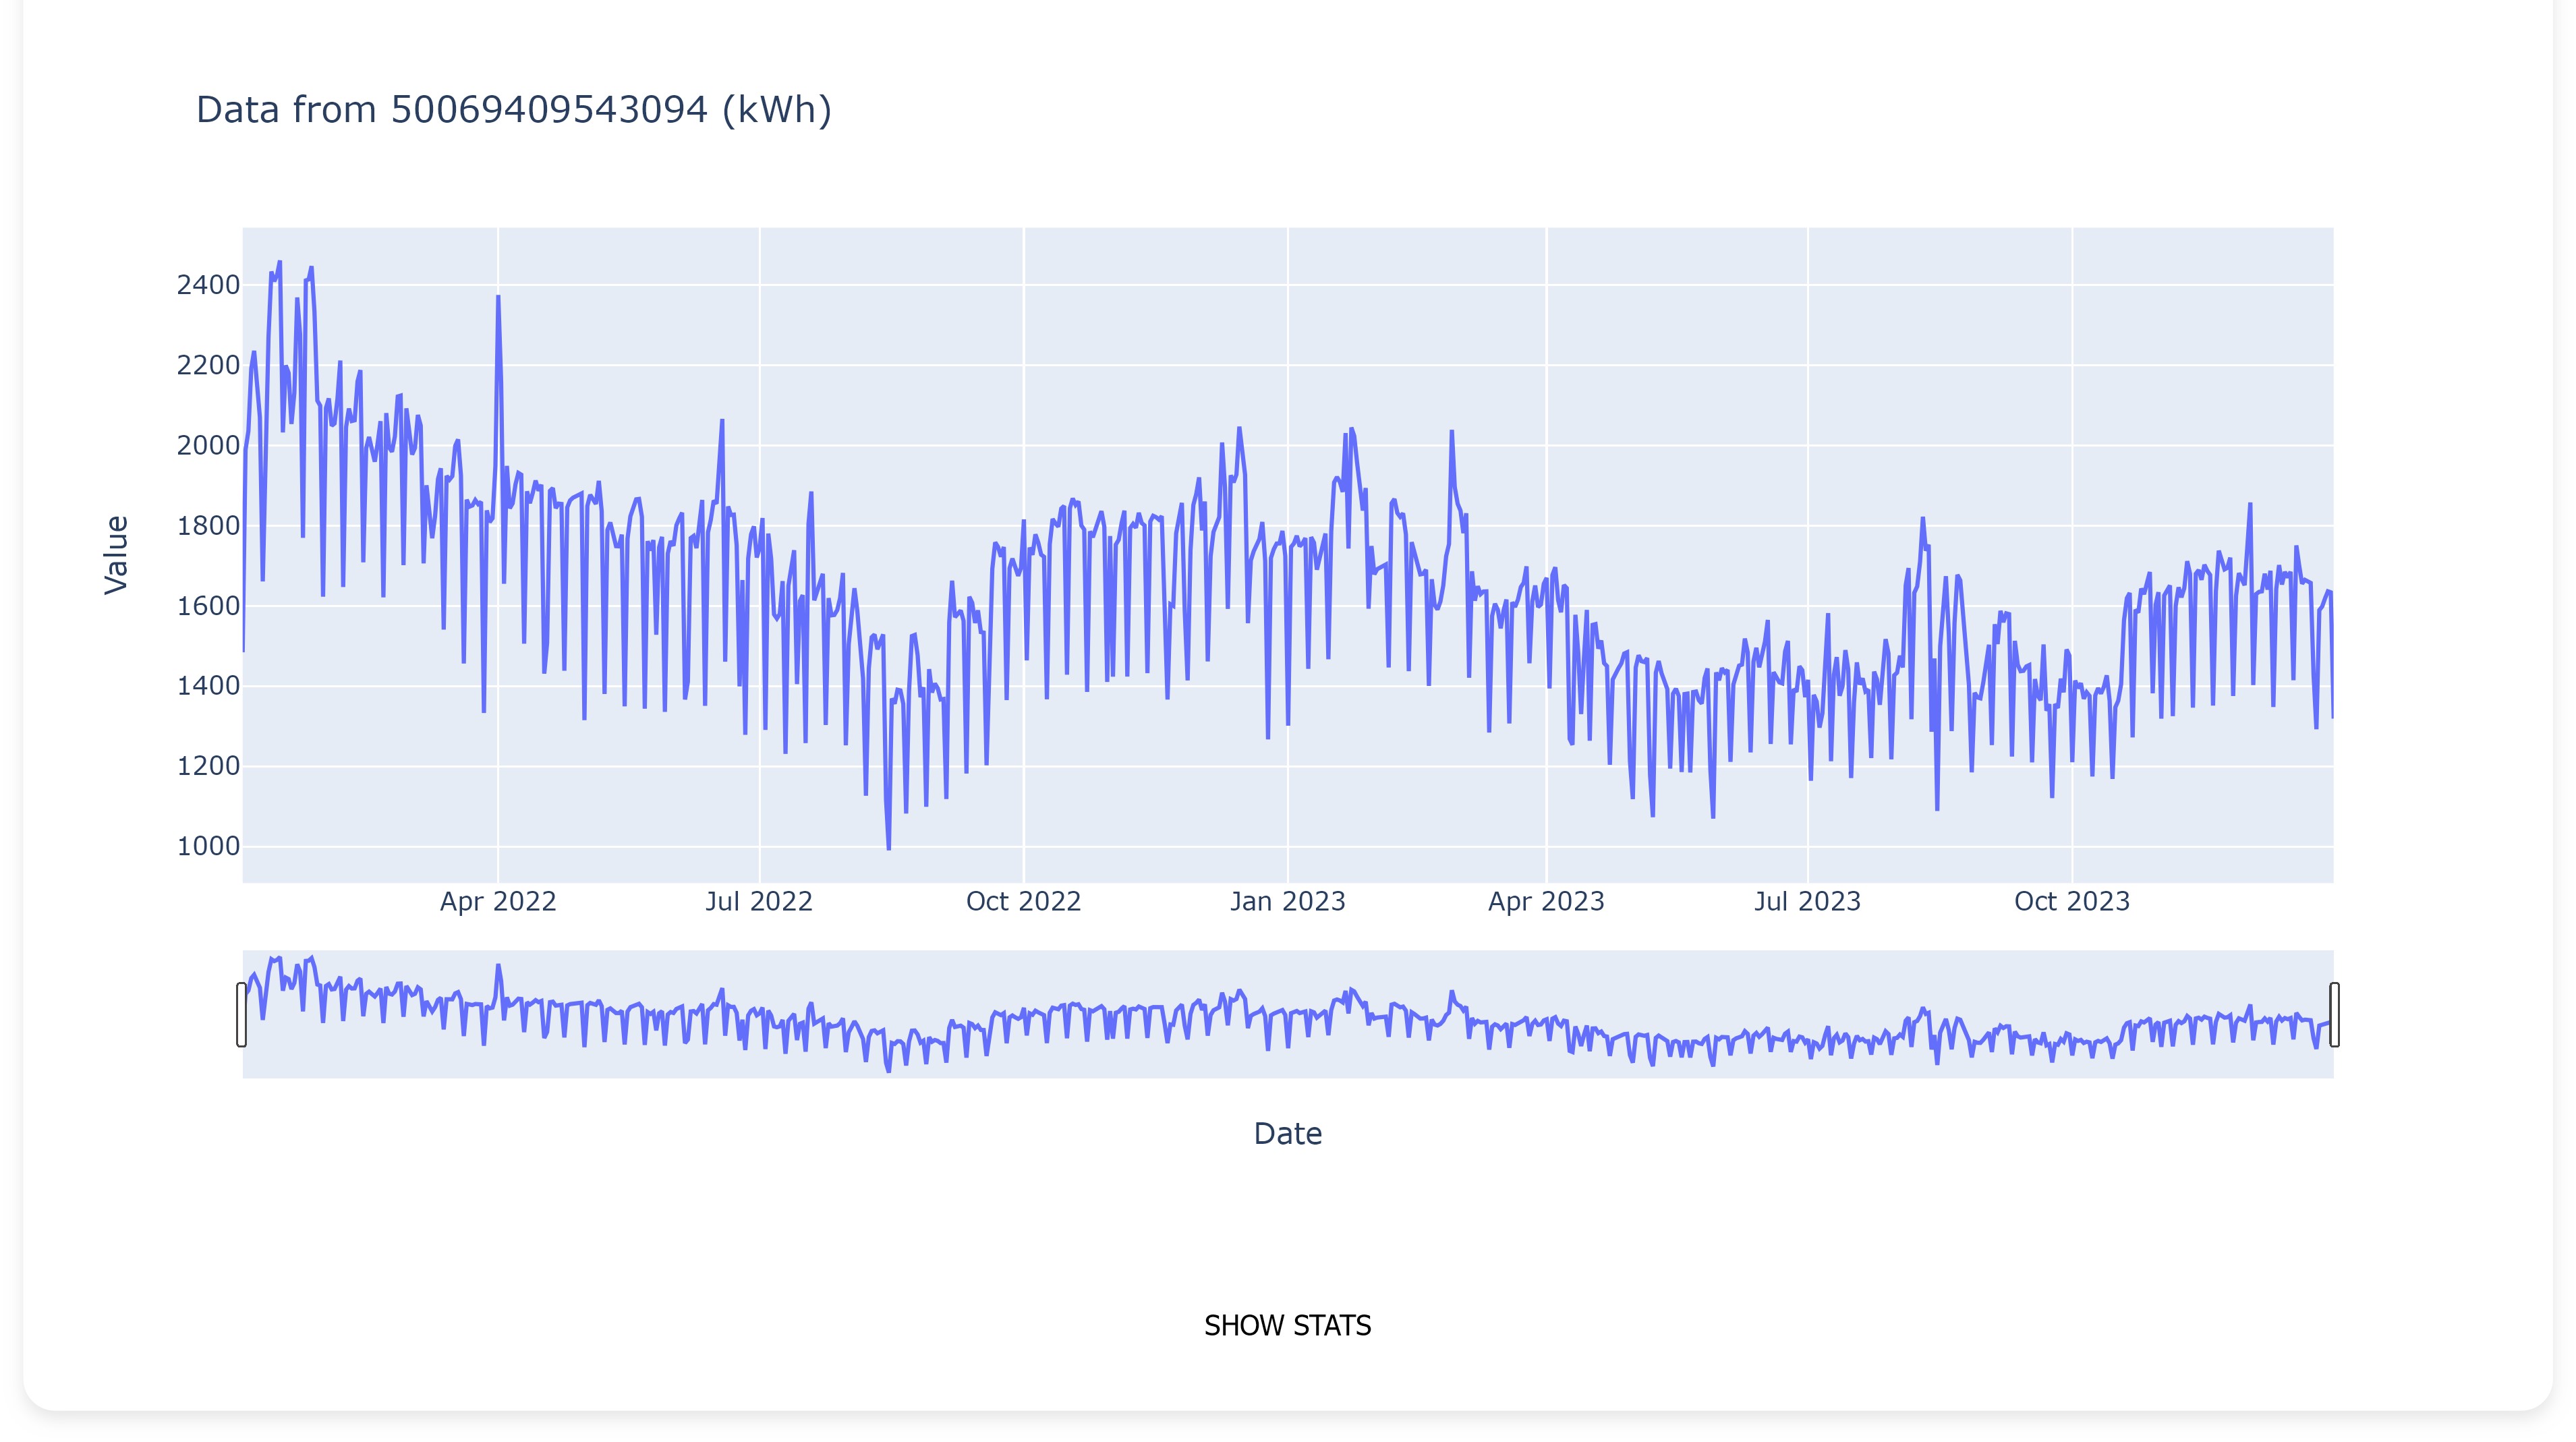 Data from 50069409543094 (kWh)
2400
2200
2000
1800
1600
1400
1200
1000
Value
Apr 2022
Jul 2022
Oct 2022
Jan 2023
Apr 2023
Jul 2023
Oct 2023
Date
SHOW STATS